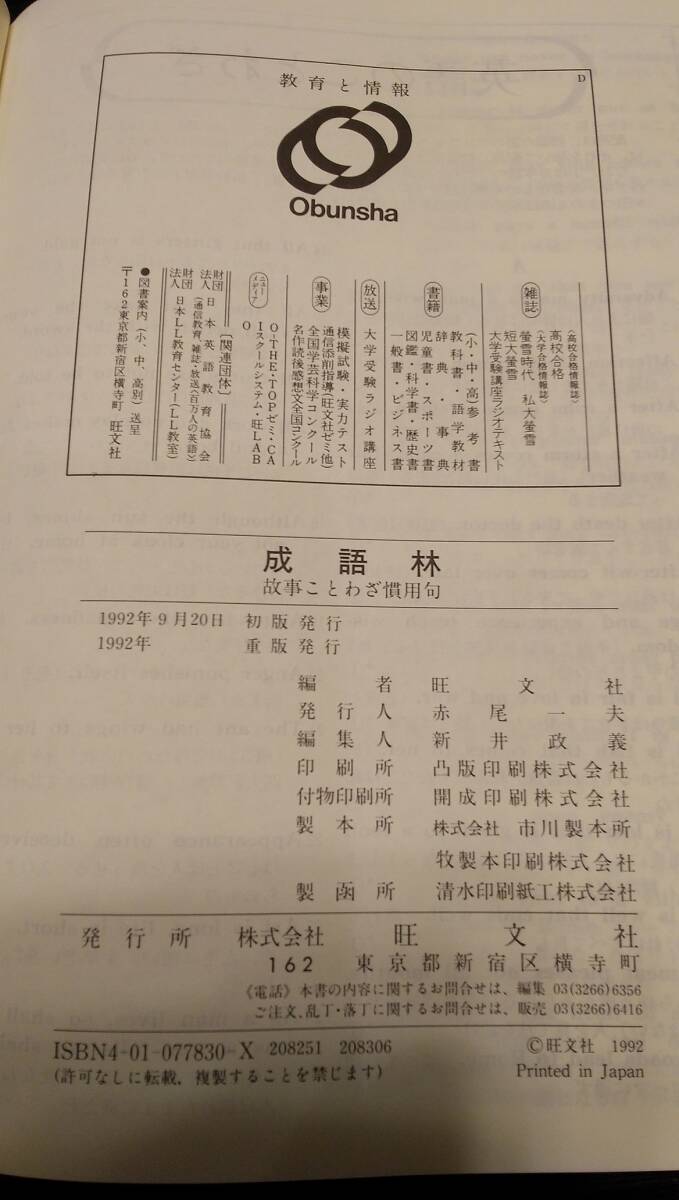 D
教育と情報
Obunsha
雑誌
〈高校合格情報誌〉
高校合格
〈大学合格情報誌〉
螢雪時代 私大螢雪
短大螢雪
大学受験講座ラジオテキスト
書籍
(小・中・高)参考書
教科書・語学教材
辞典・事典
児童書・スポーツ書
図鑑・科学書・歴史書
一般書・ビジネス書
放送
大学受験ラジオ講座
事業
模擬試験・実力テスト
通信添削指導(旺文社ゼミ他)
全国学芸科学コンクール
名作読後感想文全国コンクール
ニューメディア
O-THE・TOPゼミ・CA
Iスクールシステム・旺LAB
O
〔関連団体〕
財団法人 日本英語教育協会
(通信教育、雑誌・放送「百万人の英語」)
財団法人 日本LL教育センター(LL教室)
●図書案内(小、中、高別)送呈
〒162東京都新宿区横寺町 旺文社
成語林
故事ことわざ慣用句
1992年9月20日 初版発行
1992年 重版発行
編者 旺文社
発行人 赤尾一夫
編集人 新井政義
印刷所 凸版印刷株式会社
付物印刷所 開成印刷株式会社
製本所 株式会社 市川製本所
牧製本印刷株式会社
製函所 清水印刷紙工株式会社
発行所 株式会社 旺文社
162 東京都新宿区横寺町
《電話》本書の内容に関するお問合せは、編集 03(3266)6356
ご注文、乱丁・落丁に関するお問合せは、販売 03(3266)6416
ISBN4-01-077830-X 208251 208306
©旺文社 1992
(許可なしに転載、複製することを禁じます)
Printed in Japan